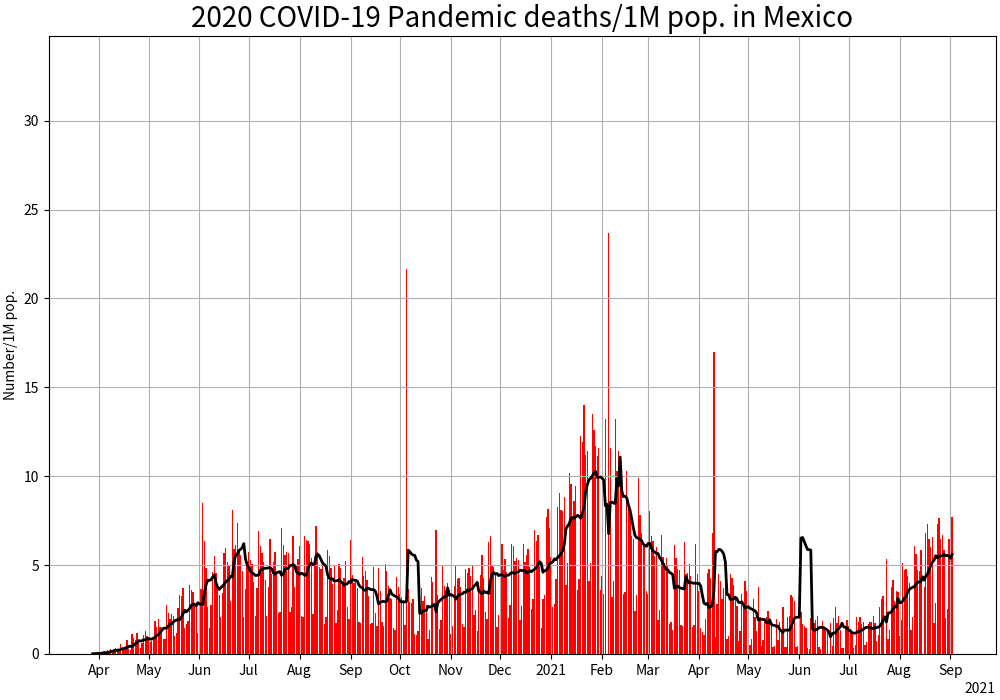 2020 COVID-19 Pandemic deaths/1M pop. in Mexico
Number/1M pop.
30
25
20
15
10
5
0
Apr May Jun Jul Aug Sep Oct Nov Dec 2021 Feb Mar Apr May Jun Jul Aug Sep
2021